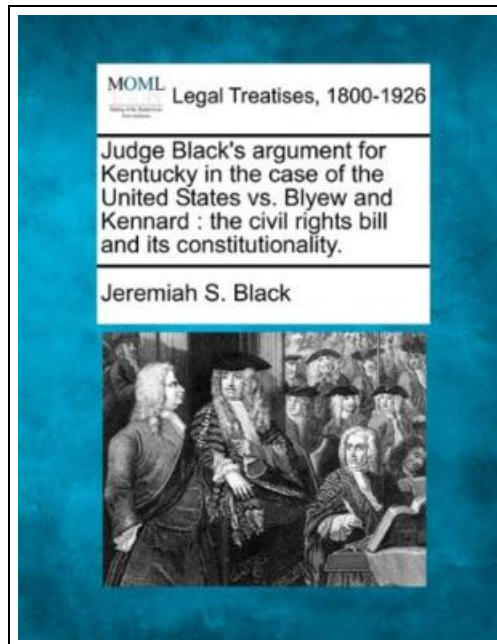 MOML
Legal Treatises, 1800-1926
Judge Black's argument for
Kentucky in the case of the
United States vs. Blyew and
Kennard : the civil rights bill
and its constitutionality.
Jeremiah S. Black